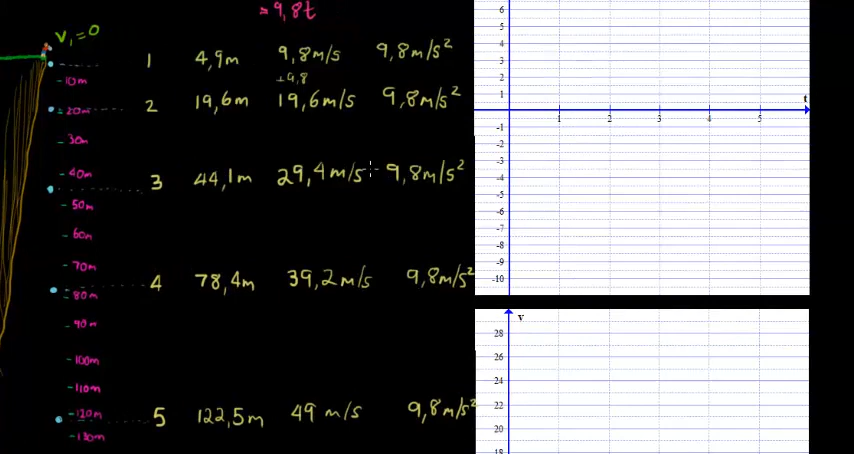 = 9,8t
v₁ = 0
1 4,9m 9,8m/s 9,8m/s²
+9,8
2 19,6m 19,6m/s 9,8m/s²
3 44,1m 29,4m/s 9,8m/s²
4 78,4m 39,2m/s 9,8m/s²
5 122,5m 49 m/s 9,8m/s²
-10m
-20m
-30m
-40m
-50m
-60m
-70m
-80m
-90m
-100m
-110m
-120m
-130m
6
5
4
3
2
1
t
1 2 3 4 5
-1
-2
-3
-4
-5
-6
-7
-8
-9
-10
v
28
26
24
22
20
18